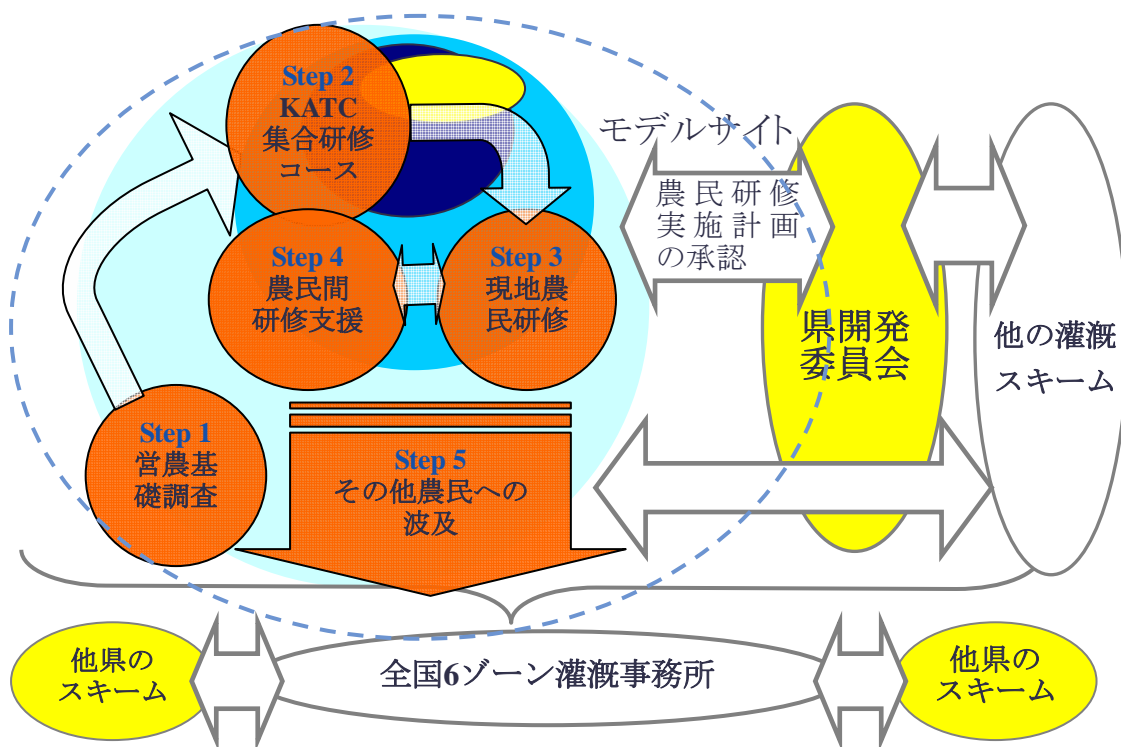 Step 2
KATC
集合研修
コース
モデルサイト
農民研修
実施計画
の承認
Step 4
農民間
研修支援
Step 3
現地農
民研修
県開発
委員会
他の灌漑
スキーム
Step 1
営農基
礎調査
Step 5
その他農民への
波及
他県の
スキーム
全国6ゾーン灌漑事務所
他県の
スキーム